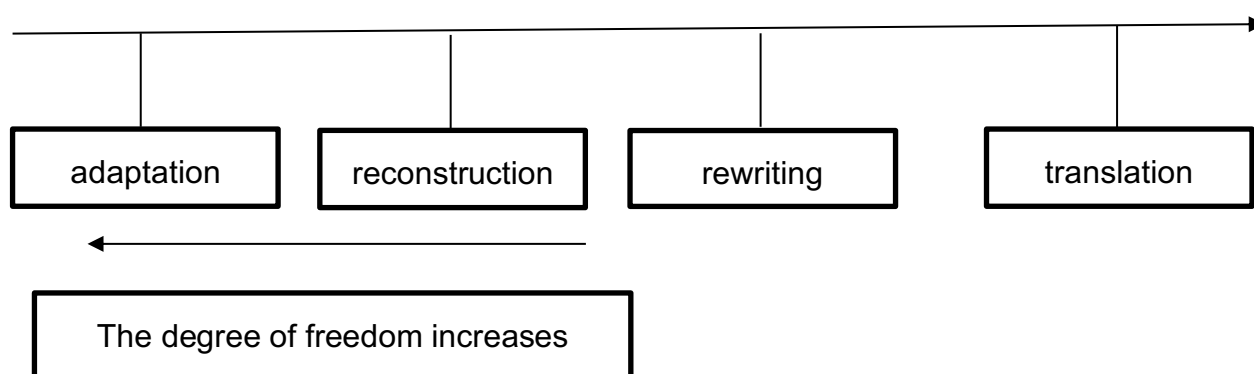 adaptation
reconstruction
rewriting
translation
The degree of freedom increases